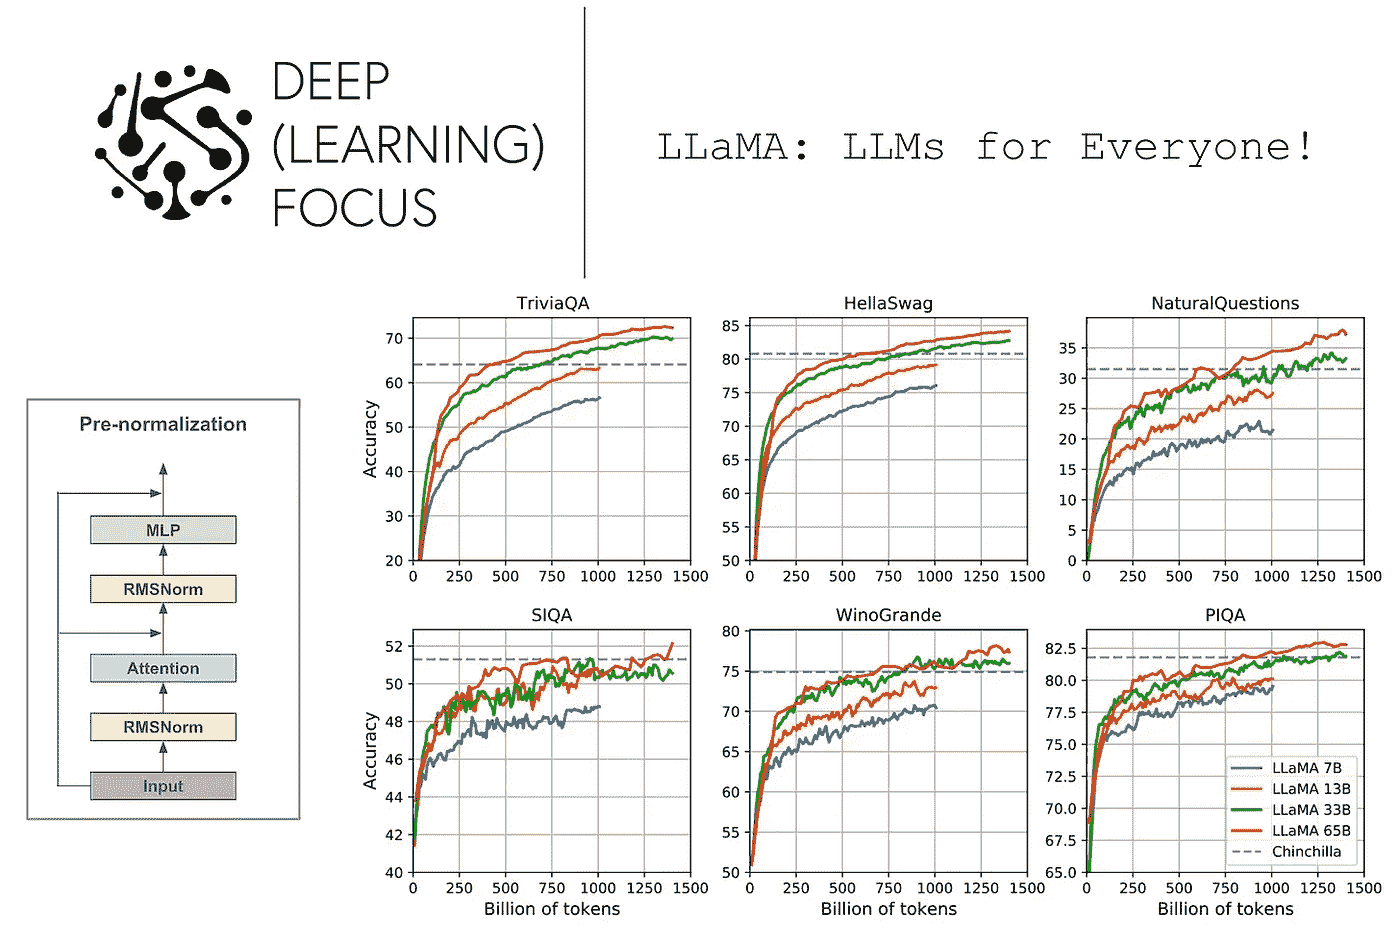 DEEP
(LEARNING)
FOCUS
LLaMA: LLMs for Everyone!
Pre-normalization
MLP
RMSNorm
Attention
RMSNorm
Input
TriviaQA
Accuracy
70
60
50
40
30
20
0 250 500 750 1000 1250 1500
HellaSwag
85
80
75
70
65
60
55
50
0 250 500 750 1000 1250 1500
NaturalQuestions
35
30
25
20
15
10
5
0
0 250 500 750 1000 1250 1500
SIQA
Accuracy
52
50
48
46
44
42
40
0 250 500 750 1000 1250 1500
Billion of tokens
WinoGrande
80
75
70
65
60
55
50
0 250 500 750 1000 1250 1500
Billion of tokens
PIQA
82.5
80.0
77.5
75.0
72.5
70.0
67.5
65.0
LLaMA 7B
LLaMA 13B
LLaMA 33B
LLaMA 65B
Chinchilla
0 250 500 750 1000 1250 1500
Billion of tokens